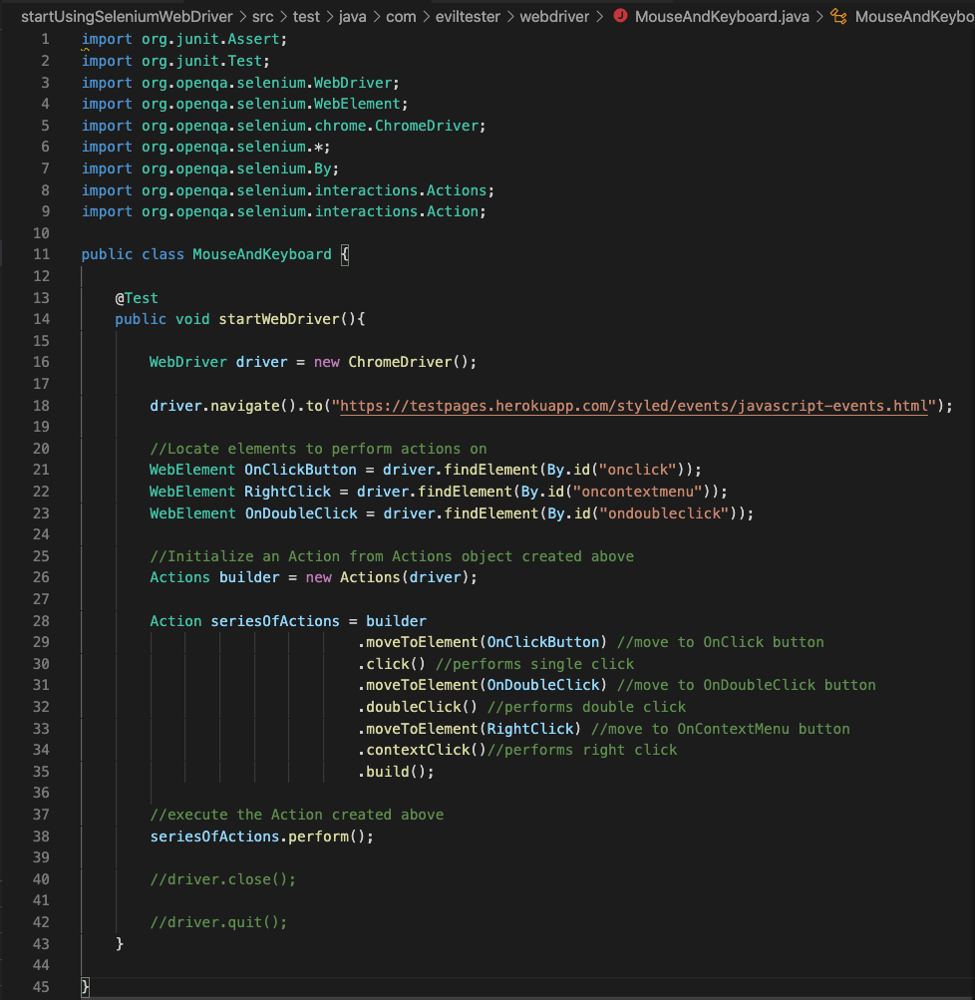 startUsingSeleniumWebDriver > src > test > java > com > eviltester > webdriver > J MouseAndKeyboard.java > MouseAndKeybo
1 import org.junit.Assert;
2 import org.junit.Test;
3 import org.openqa.selenium.WebDriver;
4 import org.openqa.selenium.WebElement;
5 import org.openqa.selenium.chrome.ChromeDriver;
6 import org.openqa.selenium.*;
7 import org.openqa.selenium.By;
8 import org.openqa.selenium.interactions.Actions;
9 import org.openqa.selenium.interactions.Action;
10
11 public class MouseAndKeyboard {
12
13 @Test
14 public void startWebDriver(){
15
16 WebDriver driver = new ChromeDriver();
17
18 driver.navigate().to("https://testpages.herokuapp.com/styled/events/javascript-events.html");
19
20 //Locate elements to perform actions on
21 WebElement OnClickButton = driver.findElement(By.id("onclick"));
22 WebElement RightClick = driver.findElement(By.id("oncontextmenu"));
23 WebElement OnDoubleClick = driver.findElement(By.id("ondoubleclick"));
24
25 //Initialize an Action from Actions object created above
26 Actions builder = new Actions(driver);
27
28 Action seriesOfActions = builder
29 .moveToElement(OnClickButton) //move to OnClick button
30 .click() //performs single click
31 .moveToElement(OnDoubleClick) //move to OnDoubleClick button
32 .doubleClick() //performs double click
33 .moveToElement(RightClick) //move to OnContextMenu button
34 .contextClick()//performs right click
35 .build();
36
37 //execute the Action created above
38 seriesOfActions.perform();
39
40 //driver.close();
41
42 //driver.quit();
43 }
44
45 }